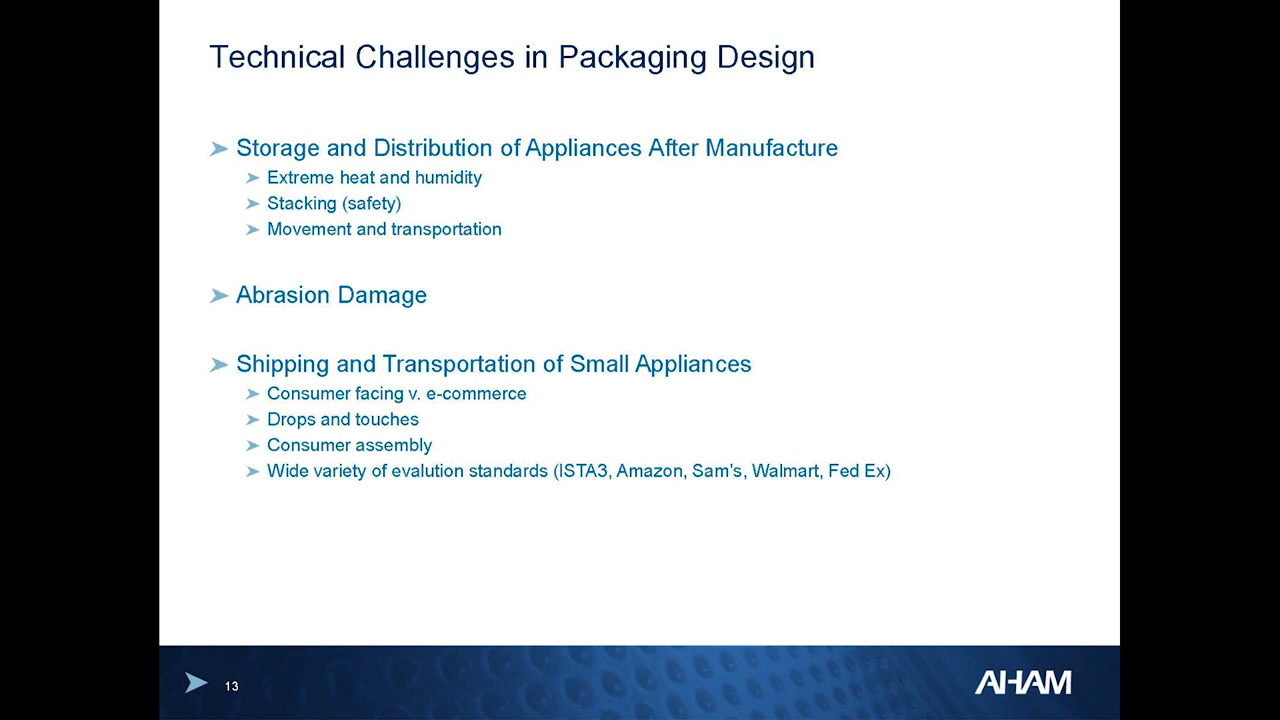 Technical Challenges in Packaging Design
Storage and Distribution of Appliances After Manufacture
Extreme heat and humidity
Stacking (safety)
Movement and transportation
Abrasion Damage
Shipping and Transportation of Small Appliances
Consumer facing v. e-commerce
Drops and touches
Consumer assembly
Wide variety of evalution standards (ISTA3, Amazon, Sam's, Walmart, Fed Ex)
13
AHAM